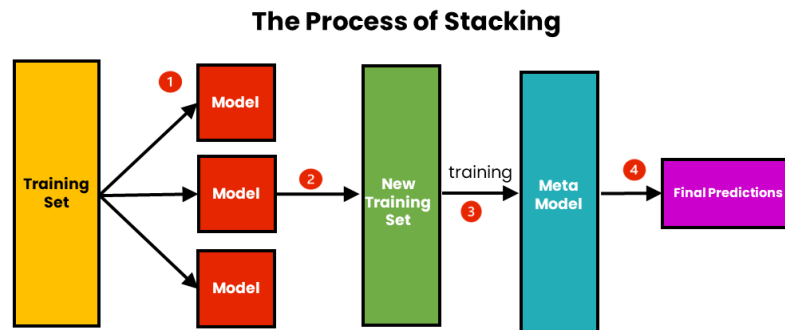 The Process of Stacking
1
Model
Training
Set
Model
2
Model
New
Training
Set
training
3
Meta
Model
4
Final Predictions